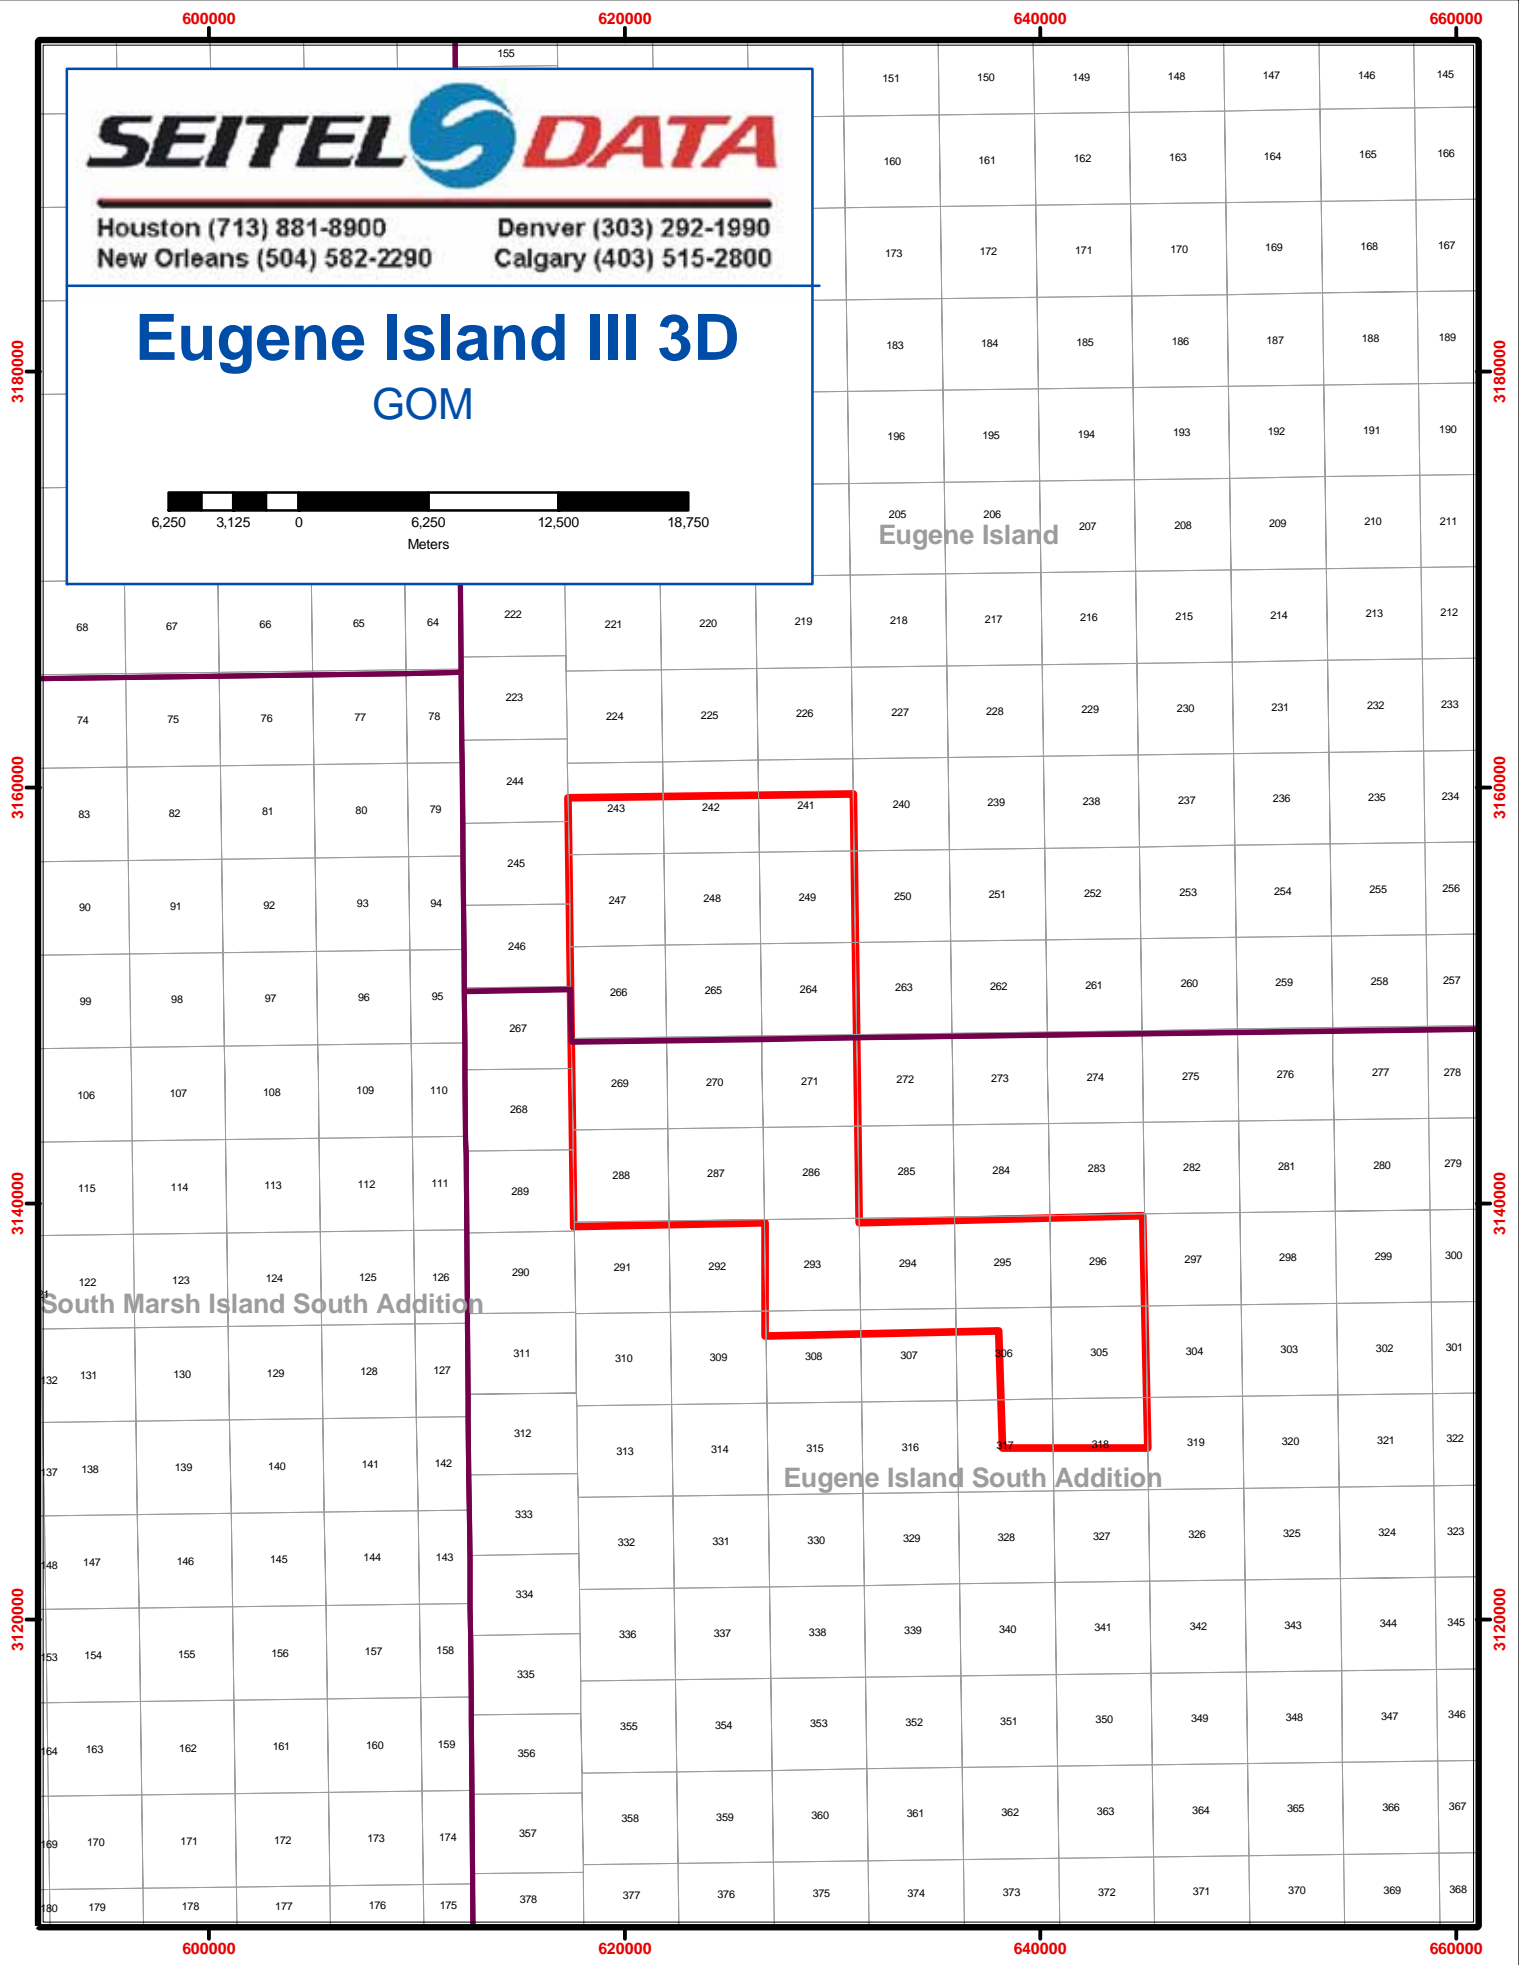 600000 620000 640000 660000
155
151 150 149 148 147 146 145
SEITEL DATA
160 161 162 163 164 165 166
Houston (713) 881-8900 Denver (303) 292-1990
New Orleans (504) 582-2290 Calgary (403) 515-2800
173 172 171 170 169 168 167
Eugene Island III 3D
GOM
183 184 185 186 187 188 189
3180000 3180000
196 195 194 193 192 191 190
6,250 3,125 0 6,250 12,500 18,750
Meters
205 206 207 208 209 210 211
Eugene Island
68 67 66 65 64 222 221 220 219 218 217 216 215 214 213 212
74 75 76 77 78 223 224 225 226 227 228 229 230 231 232 233
3160000 3160000
83 82 81 80 79 244 243 242 241 240 239 238 237 236 235 234
90 91 92 93 94 245 247 248 249 250 251 252 253 254 255 256
99 98 97 96 95 246 266 265 264 263 262 261 260 259 258 257
267
106 107 108 109 110 268 269 270 271 272 273 274 275 276 277 278
115 114 113 112 111 289 288 287 286 285 284 283 282 281 280 279
3140000 3140000
122 123 124 125 126 290 291 292 293 294 295 296 297 298 299 300
21
South Marsh Island South Addition
132 131 130 129 128 127 311 310 309 308 307 306 305 304 303 302 301
137 138 139 140 141 142 312 313 314 315 316 317 318 319 320 321 322
Eugene Island South Addition
148 147 146 145 144 143 333 332 331 330 329 328 327 326 325 324 323
334
3120000 3120000
153 154 155 156 157 158 335 336 337 338 339 340 341 342 343 344 345
164 163 162 161 160 159 356 355 354 353 352 351 350 349 348 347 346
169 170 171 172 173 174 357 358 359 360 361 362 363 364 365 366 367
180 179 178 177 176 175 378 377 376 375 374 373 372 371 370 369 368
600000 620000 640000 660000